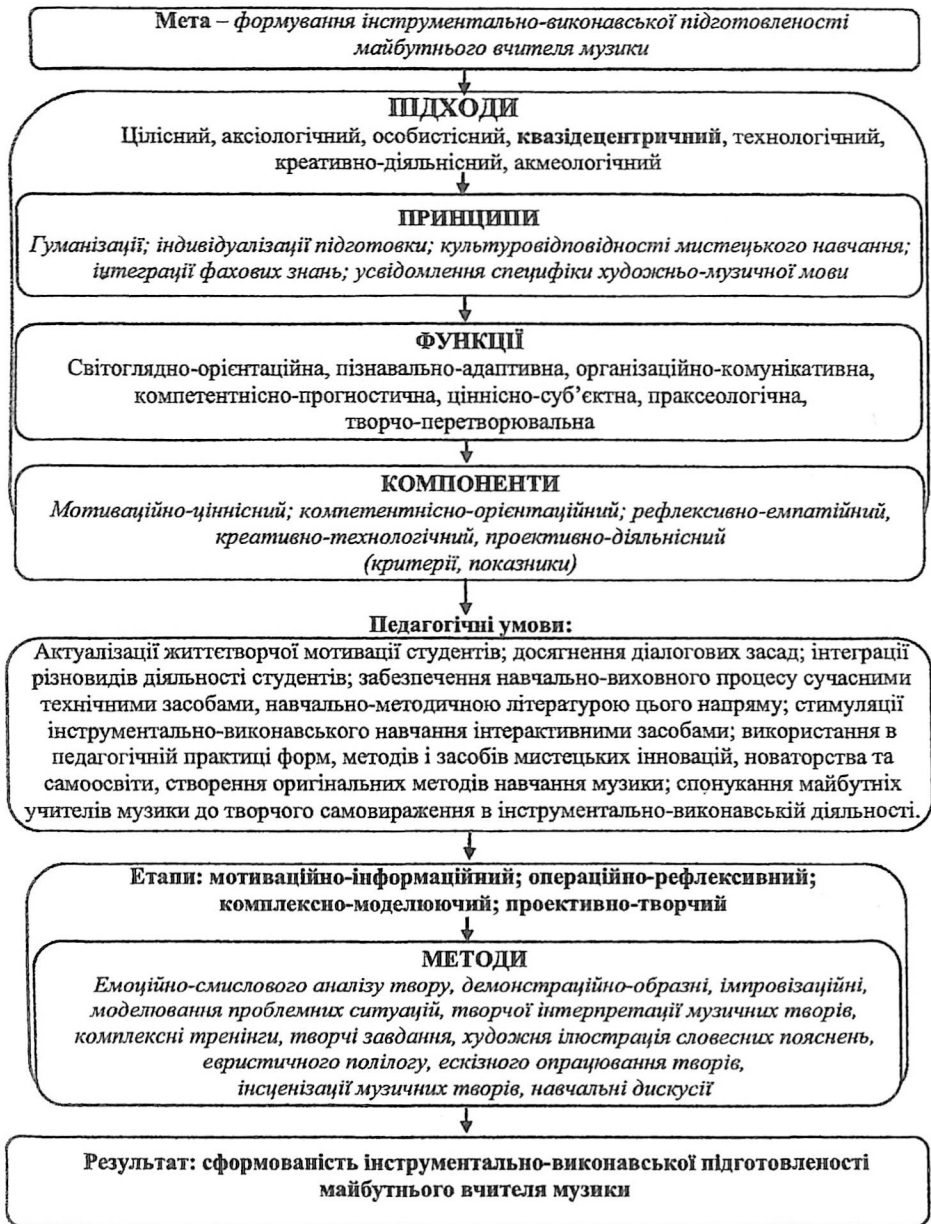 Мета – формування інструментально-виконавської підготовленості
майбутнього вчителя музики
ПІДХОДИ
Цілісний, аксіологічний, особистісний, квазідецентричний, технологічний,
креативно-діяльнісний, акмеологічний
ПРИНЦИПИ
Гуманізації; індивідуалізації підготовки; культуровідповідності мистецького навчання;
інтеграції фахових знань; усвідомлення специфіки художньо-музичної мови
ФУНКЦІЇ
Світоглядно-орієнтаційна, пізнавально-адаптивна, організаційно-комунікативна,
компетентнісно-прогностична, ціннісно-суб’єктна, праксеологічна,
творчо-перетворювальна
КОМПОНЕНТИ
Мотиваційно-ціннісний; компетентнісно-орієнтаційний; рефлексивно-емпатійний,
креативно-технологічний, проективно-діяльнісний
(критерії, показники)
Педагогічні умови:
Актуалізації життєтворчої мотивації студентів; досягнення діалогових засад; інтеграції
різновидів діяльності студентів; забезпечення навчально-виховного процесу сучасними
технічними засобами, навчально-методичною літературою цього напряму; стимуляції
інструментально-виконавського навчання інтерактивними засобами; використання в
педагогічній практиці форм, методів і засобів мистецьких інновацій, новаторства та
самоосвіти, створення оригінальних методів навчання музики; спонукання майбутніх
учителів музики до творчого самовираження в інструментально-виконавській діяльності.
Етапи: мотиваційно-інформаційний; операційно-рефлексивний;
комплексно-моделюючий; проективно-творчий
МЕТОДИ
Емоційно-смислового аналізу твору, демонстраційно-образні, імпровізаційні,
моделювання проблемних ситуацій, творчої інтерпретації музичних творів,
комплексні тренінги, творчі завдання, художня ілюстрація словесних пояснень,
евристичного полілогу, ескізного опрацювання творів,
інсценізації музичних творів, навчальні дискусії
Результат: сформованість інструментально-виконавської підготовленості
майбутнього вчителя музики